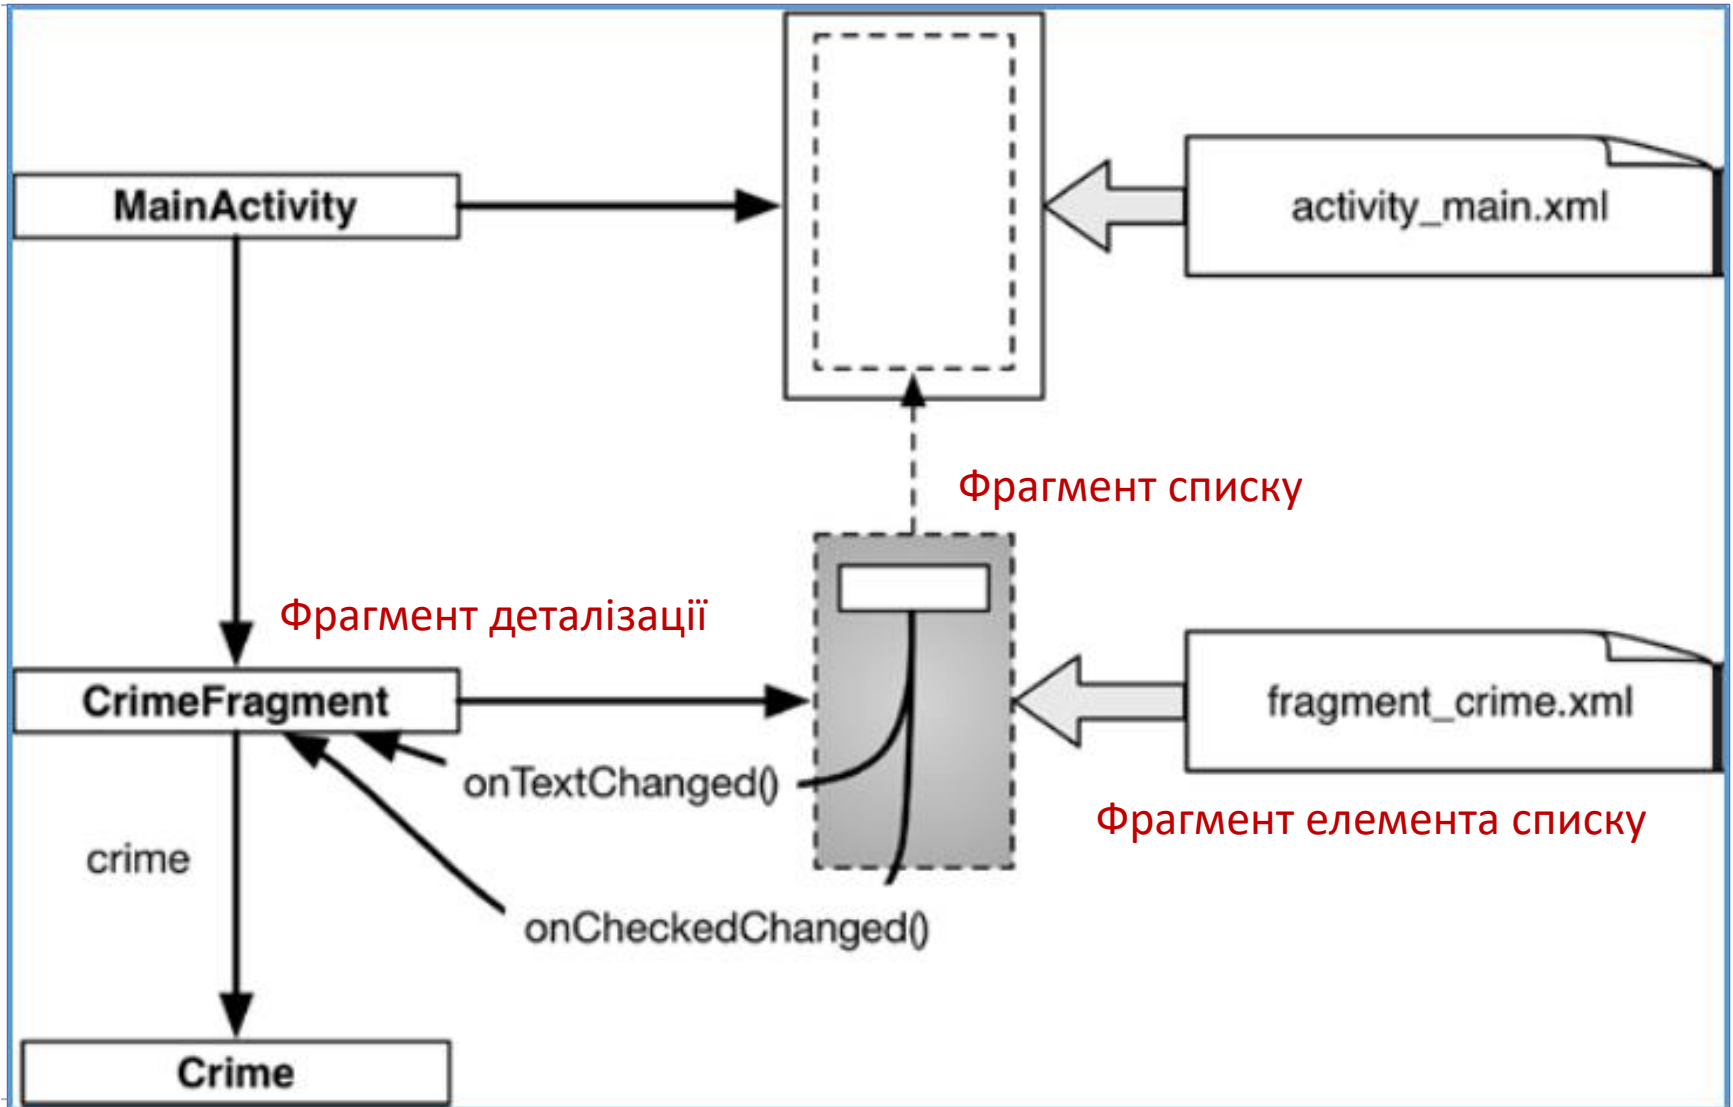 MainActivity
activity_main.xml
Фрагмент списку
Фрагмент деталізації
CrimeFragment
fragment_crime.xml
onTextChanged()
Фрагмент елемента списку
crime
onCheckedChanged()
Crime